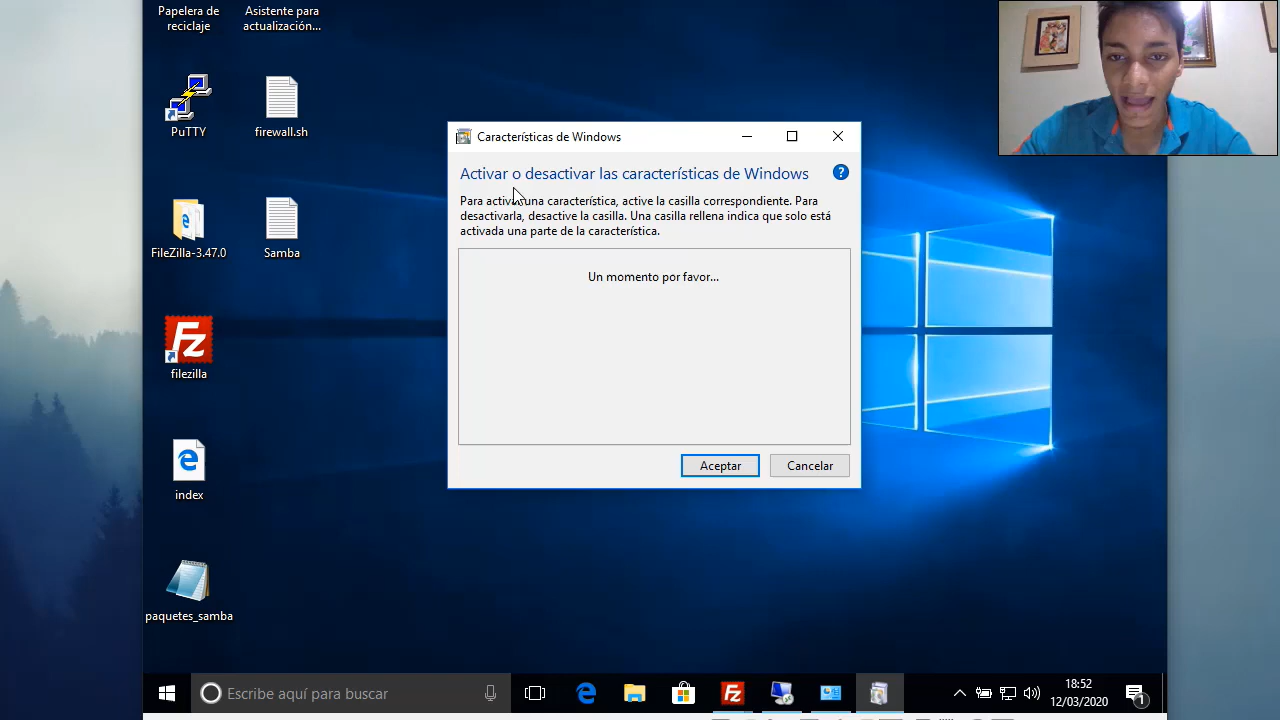 Papelera de
reciclaje
Asistente para
actualización...
PuTTY
firewall.sh
FileZilla-3.47.0
Samba
filezilla
index
paquetes_samba
Características de Windows
Activar o desactivar las características de Windows
?
Para activar una característica, active la casilla correspondiente. Para
desactivarla, desactive la casilla. Una casilla rellena indica que solo está
activada una parte de la característica.
Un momento por favor...
Aceptar
Cancelar
Escribe aquí para buscar
18:52
12/03/2020
1